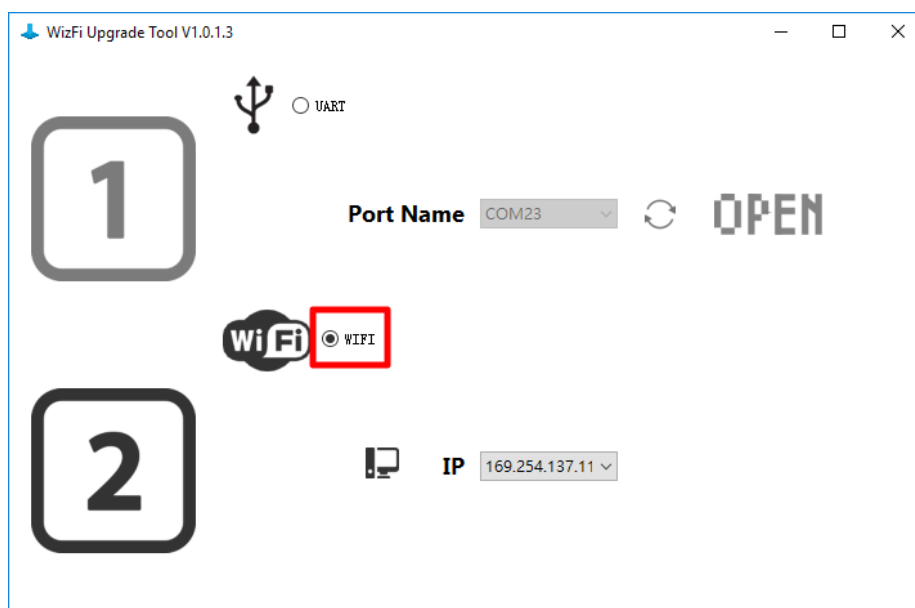 WizFi Upgrade Tool V1.0.1.3
UART
1
Port Name COM23 OPEN
WiFi WIFI
2
IP 169.254.137.11